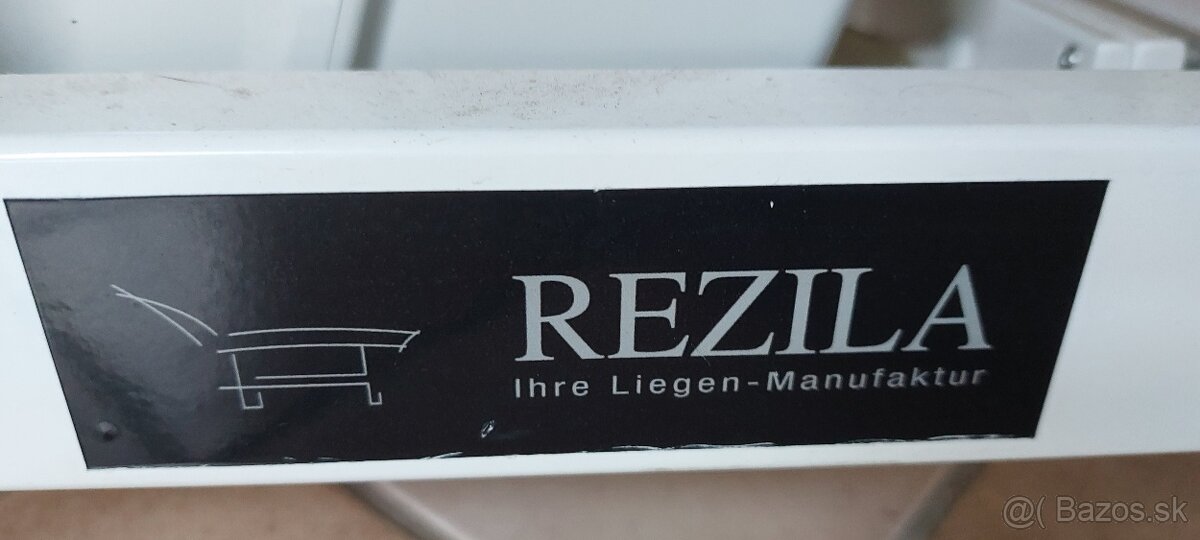 REZILA
Ihre Liegen-Manufaktur
@( Bazos.sk